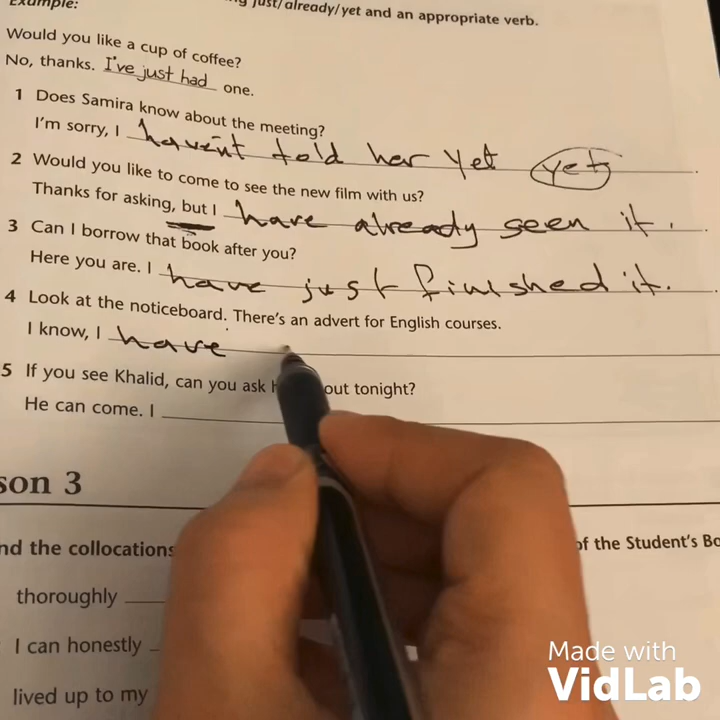 Example:
just/already/yet and an appropriate verb.
Would you like a cup of coffee?
No, thanks. I've just had one.
1 Does Samira know about the meeting?
I'm sorry, I haven't told her yet yet
2 Would you like to come to see the new film with us?
Thanks for asking, but I have already seen it.
3 Can I borrow that book after you?
Here you are. I have just finished it.
4 Look at the noticeboard. There's an advert for English courses.
I know, I have
5 If you see Khalid, can you ask out tonight?
He can come. I
son 3
nd the collocations of the Student's Bo
thoroughly
I can honestly
lived up to my
Made with
VidLab